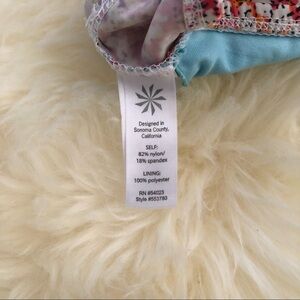 Designed in
Sonoma County,
California
SELF:
82% nylon/
18% spandex
LINING:
100% polyester
RN #54023
Style #553780